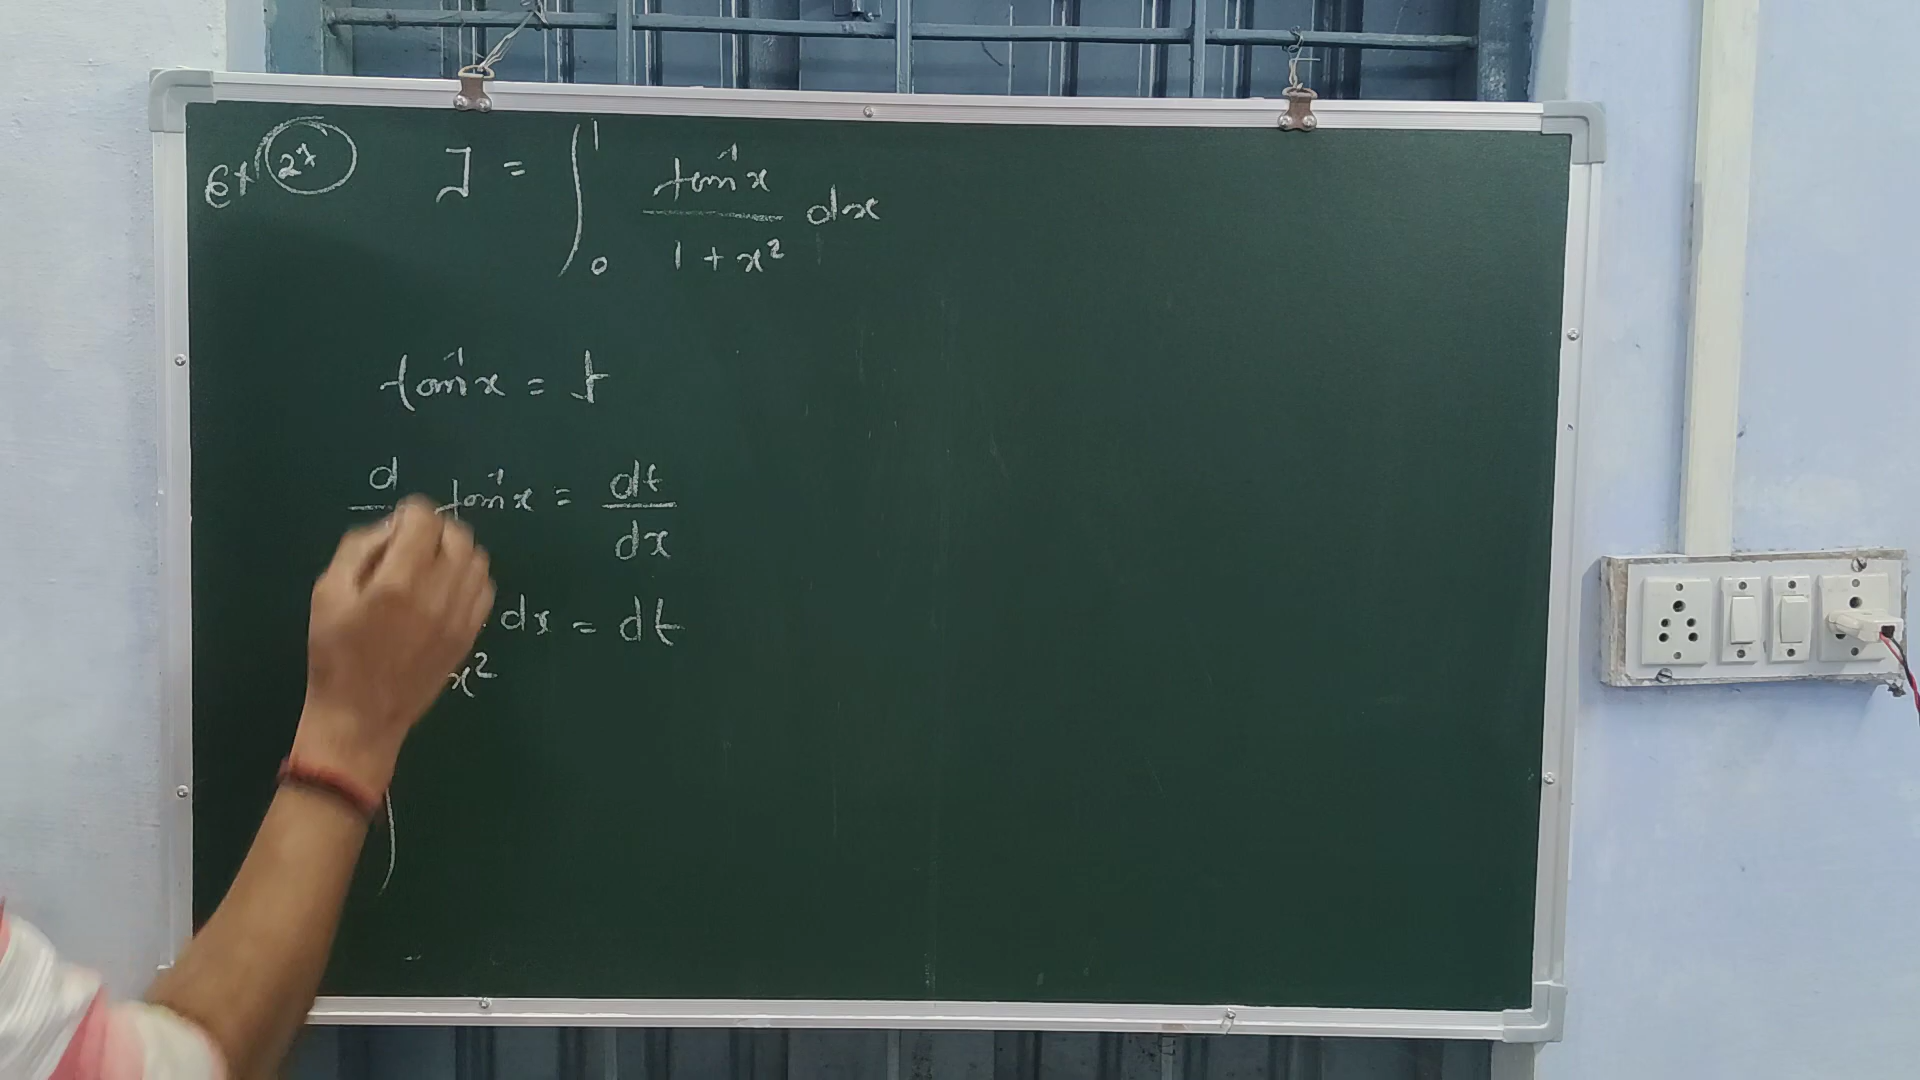 Ex 27 I = ∫₀¹ tan⁻¹x / 1 + x² dx
tan⁻¹x = t
d tan⁻¹x = dt / dx
x² dx = dt
∫